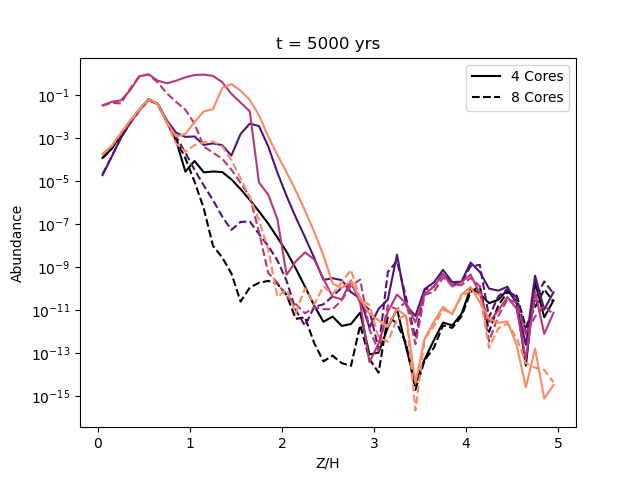 t = 5000 yrs
4 Cores
8 Cores
Abundance
10⁻¹
10⁻³
10⁻⁵
10⁻⁷
10⁻⁹
10⁻¹¹
10⁻¹³
10⁻¹⁵
0 1 2 3 4 5
Z/H